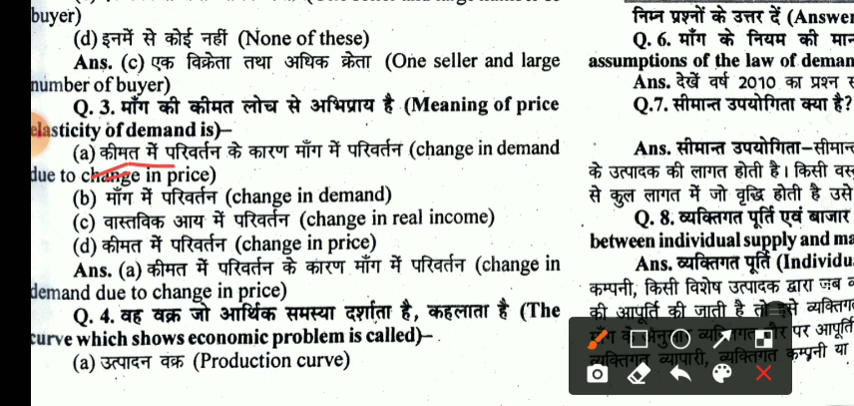 buyer)
(d) इनमें से कोई नहीं (None of these)
Ans. (c) एक विक्रेता तथा अधिक क्रेता (One seller and large
number of buyer)
Q. 3. माँग की कीमत लोच से अभिप्राय है (Meaning of price
elasticity of demand is)–
(a) कीमत में परिवर्तन के कारण माँग में परिवर्तन (change in demand
due to change in price)
(b) माँग में परिवर्तन (change in demand)
(c) वास्तविक आय में परिवर्तन (change in real income)
(d) कीमत में परिवर्तन (change in price)
Ans. (a) कीमत में परिवर्तन के कारण माँग में परिवर्तन (change in
demand due to change in price)
Q. 4. वह वक्र जो आर्थिक समस्या दर्शाता है, कहलाता है (The
curve which shows economic problem is called)–
(a) उत्पादन वक्र (Production curve)
निम्न प्रश्नों के उत्तर दें (Answer
Q. 6. माँग के नियम की मान
assumptions of the law of deman
Ans. देखें वर्ष 2010 का प्रश्न
Q.7. सीमान्त उपयोगिता क्या है?
Ans. सीमान्त उपयोगिता–सीमान्
के उत्पादक की लागत होती है। किसी वस्
से कुल लागत में जो वृद्धि होती है उसे
Q. 8. व्यक्तिगत पूर्ति एवं बाजार
between individual supply and ma
Ans. व्यक्तिगत पूर्ति (Individu
कम्पनी, किसी विशेष उत्पादक द्वारा जब
की आपूर्ति की जाती है तो इसे व्यक्तिग
माँग के अनुसार पर आपूर्ति
व्यक्तिगत व्यापारी, व्यक्तिगत कम्पनी या